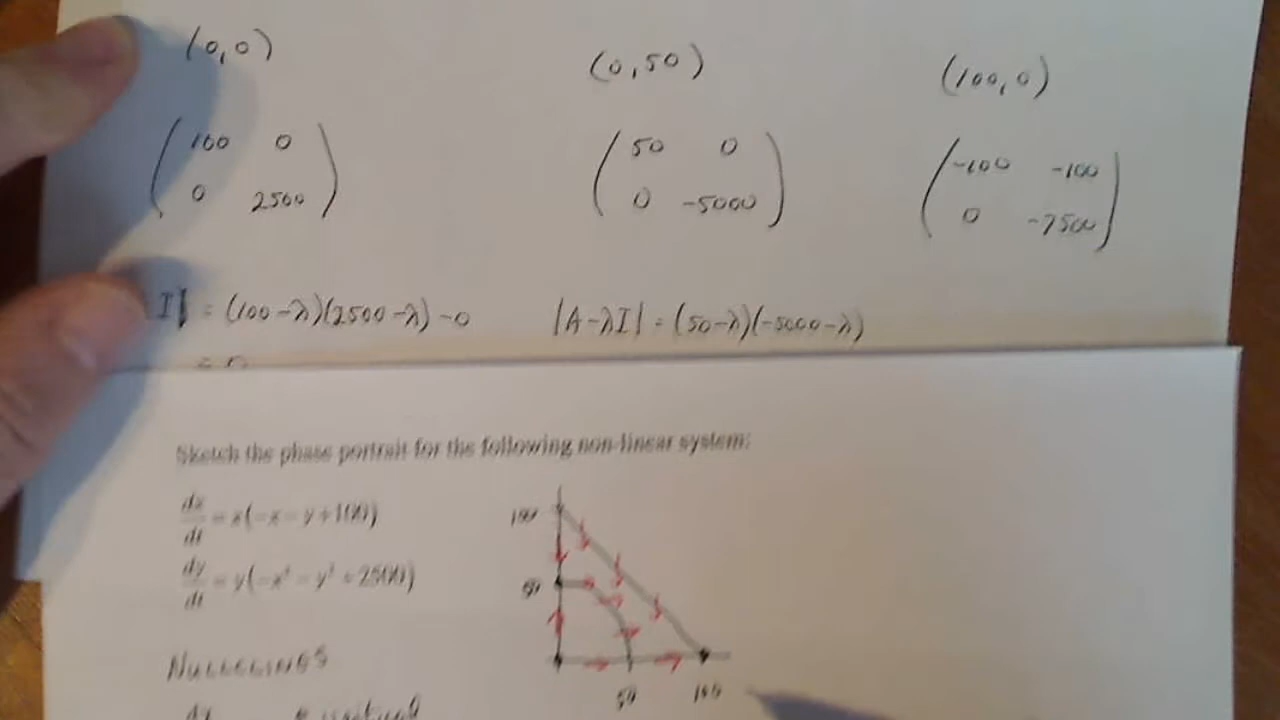 (0,0) (0,50) (100,0)
100 0
0 2500
50 0
0 -5000
-100 -100
0 -7500
I| = (100-λ)(2500-λ)-0 |A-λI| = (50-λ)(-5000-λ)
Sketch the phase portrait for the following non-linear system:
dx/dt = x(-x-y+100)
dy/dt = y(-x²-y²+2500)
100
50
50 100
NULLCLINES